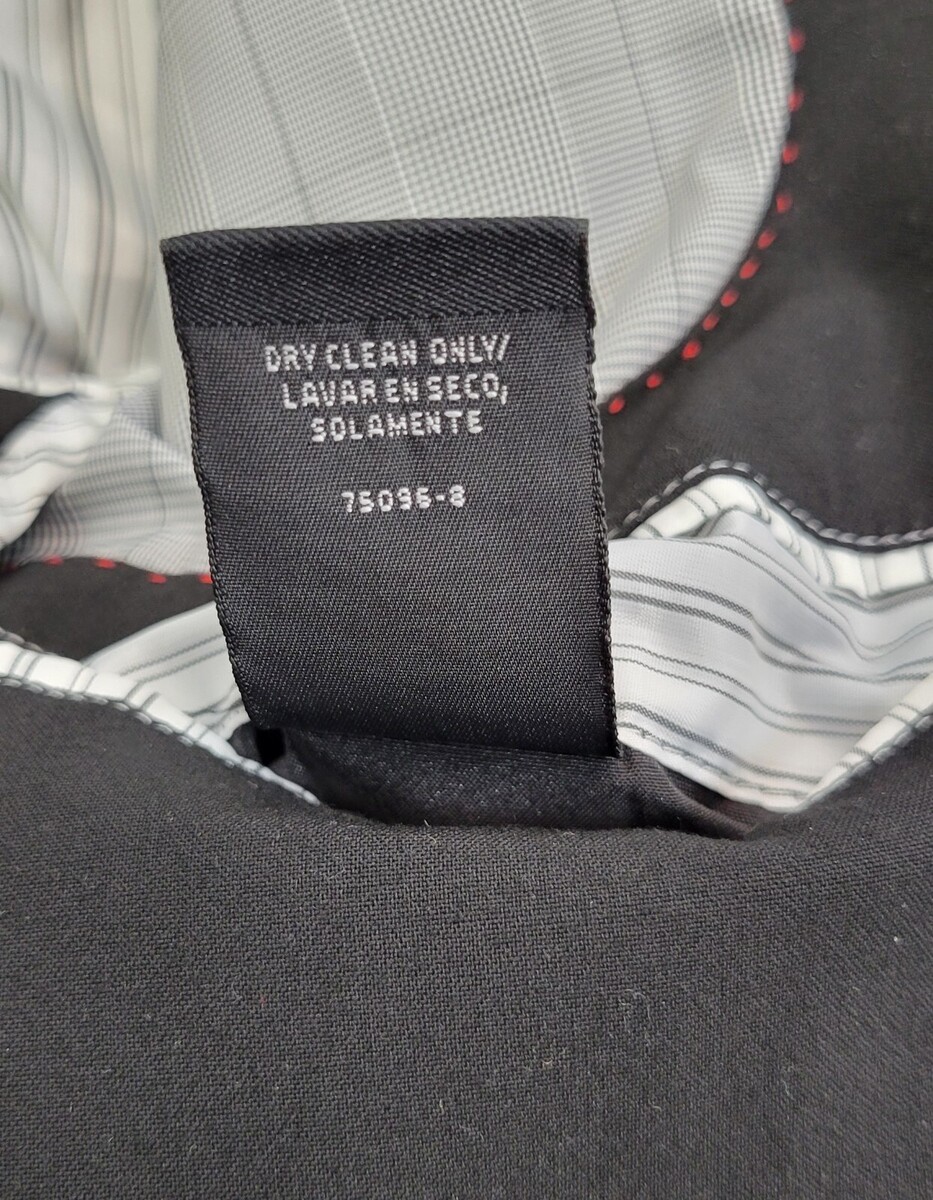 DRY CLEAN ONLY/
LAVAR EN SECO,
SOLAMENTE
75096-8